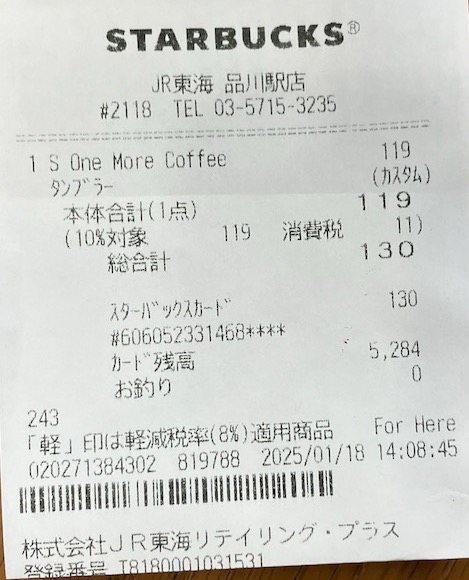 STARBUCKS®
JR東海 品川駅店
#2118 TEL 03-5715-3235
1 S One More Coffee 119
ﾀﾝﾌﾞﾗｰ (ｶｽﾀﾑ)
本体合計(1点) 119
(10%対象 119 消費税 11)
総合計 130
ｽﾀｰﾊﾞｯｸｽｶｰﾄﾞ 130
#606052331468****
ｶｰﾄﾞ残高 5,284
お釣り 0
243
「軽」印は軽減税率(8%)適用商品 For Here
020271384302 819788 2025/01/18 14:08:45
株式会社JR東海リテイリング・プラス
登録番号 T8180001031531